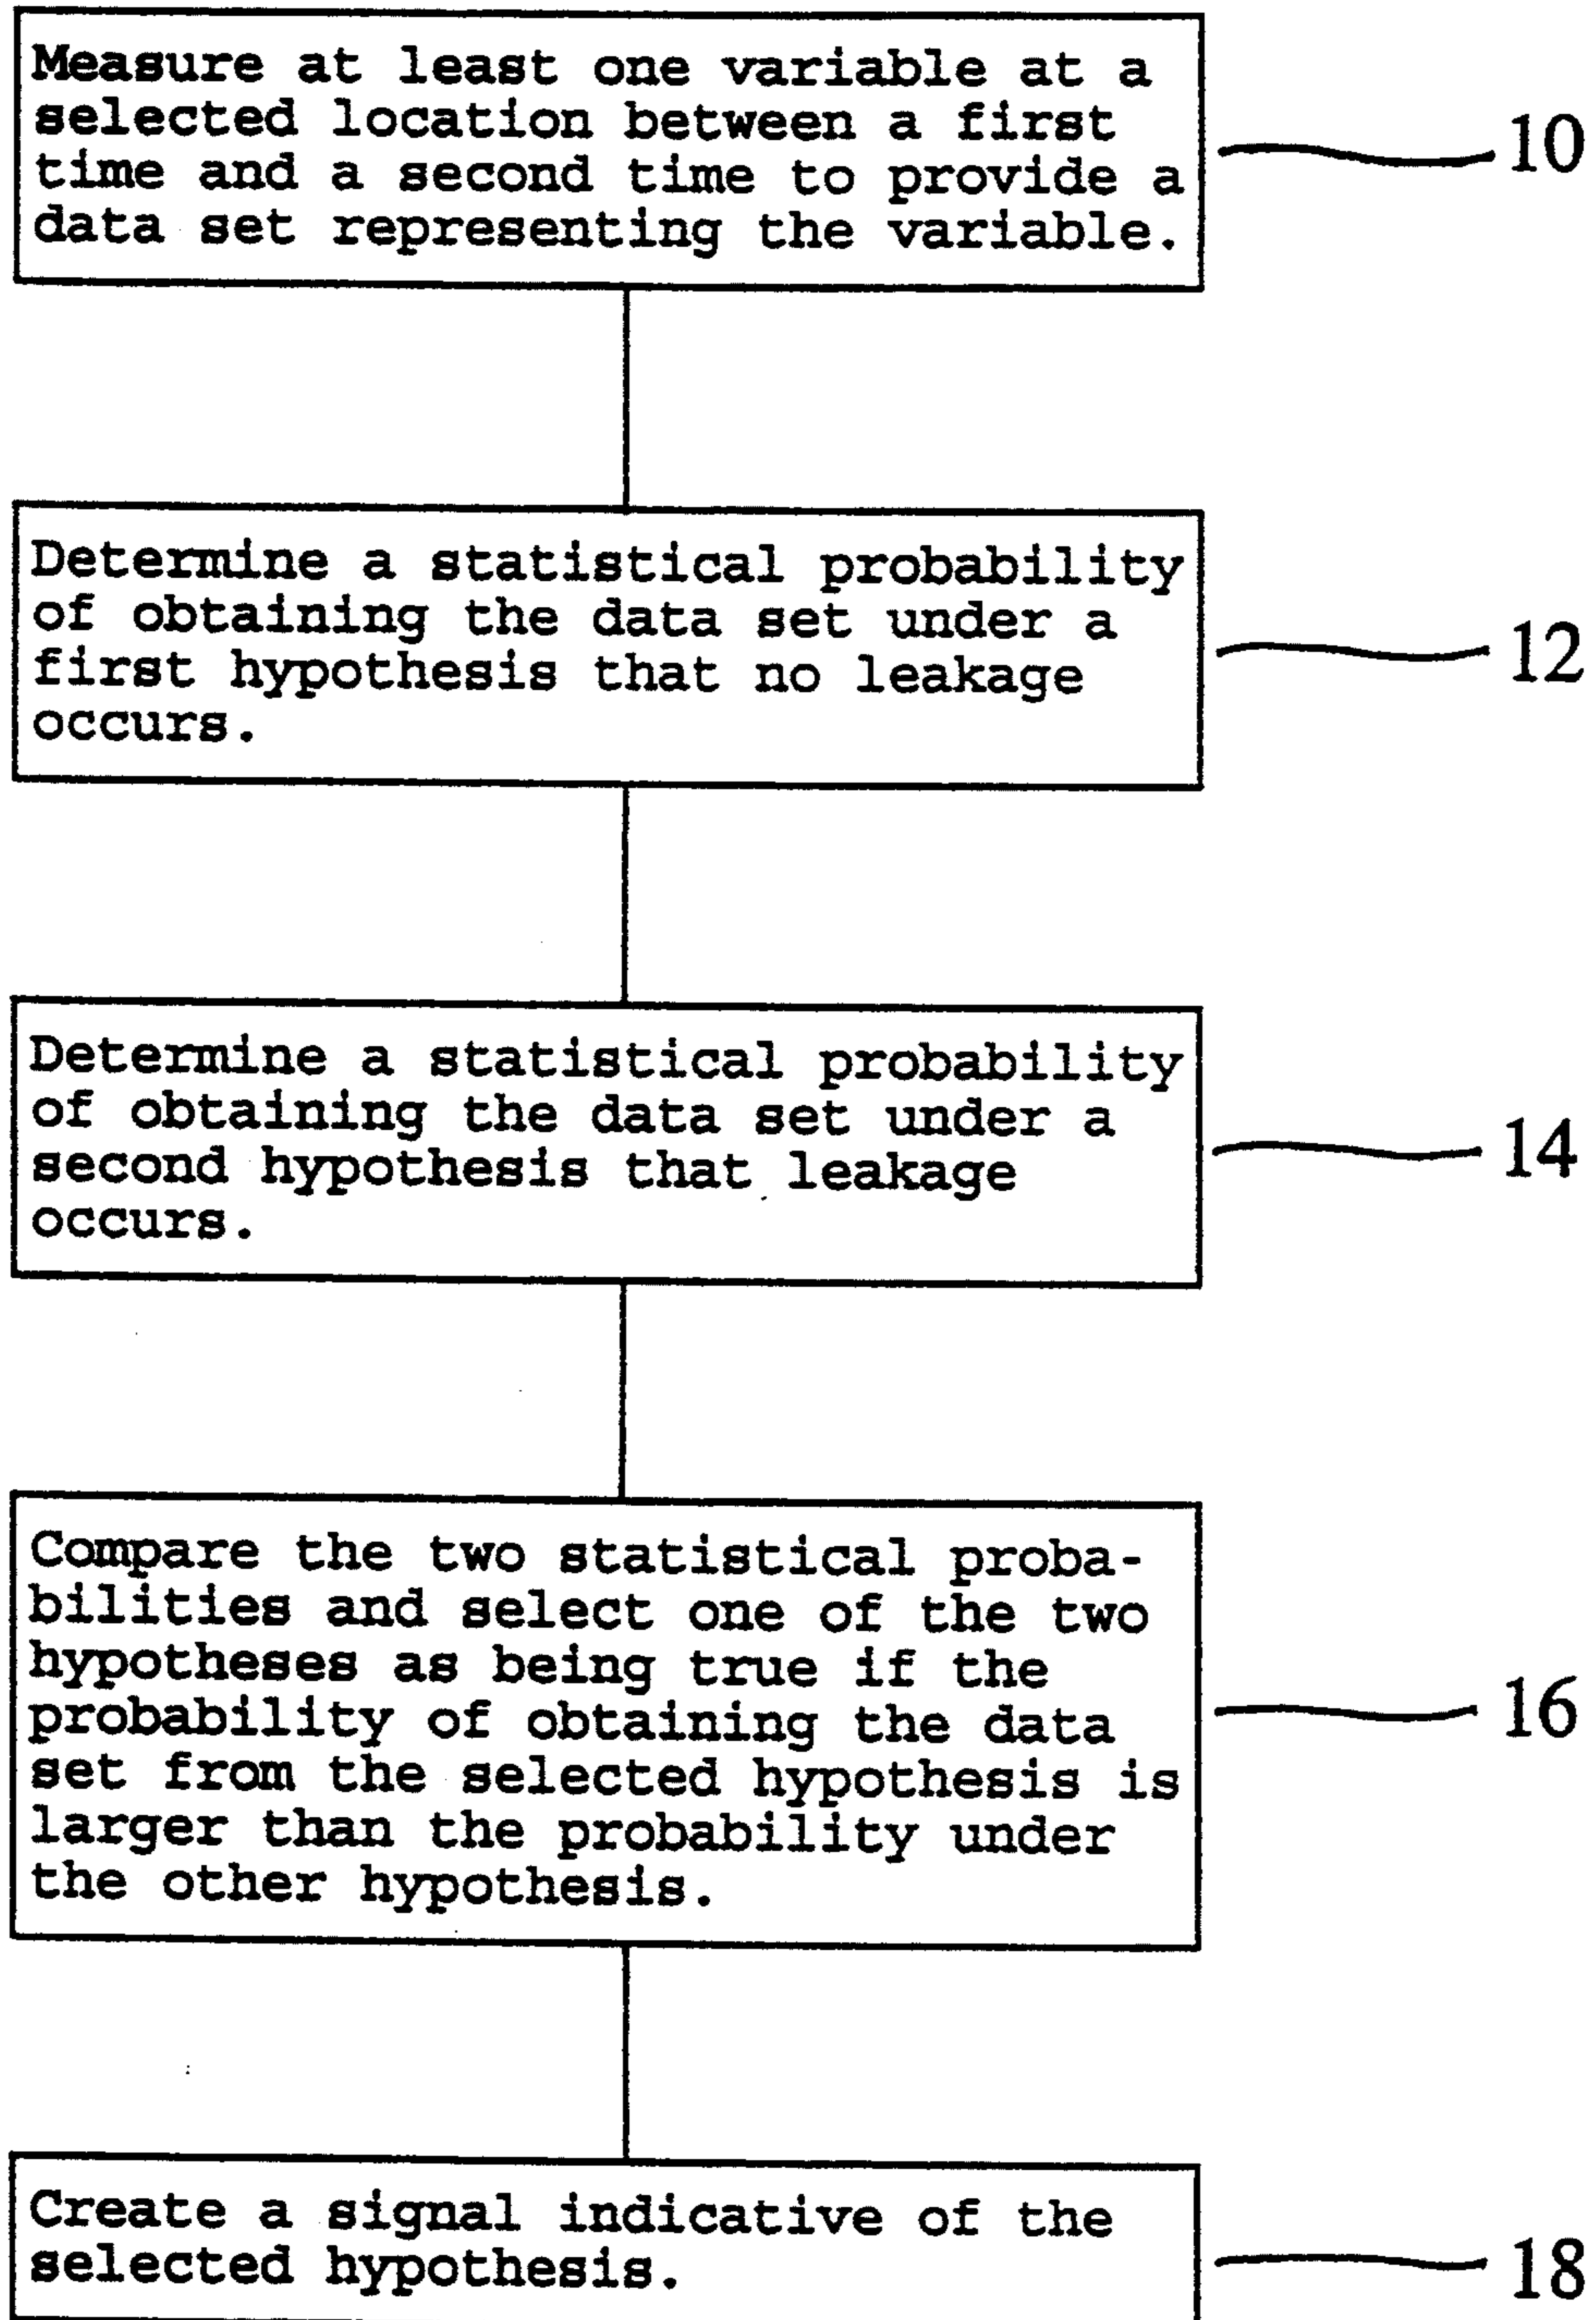 Measure at least one variable at a
selected location between a first
time and a second time to provide a
data set representing the variable.
10
Determine a statistical probability
of obtaining the data set under a
first hypothesis that no leakage
occurs.
12
Determine a statistical probability
of obtaining the data set under a
second hypothesis that leakage
occurs.
14
Compare the two statistical proba-
bilities and select one of the two
hypotheses as being true if the
probability of obtaining the data
set from the selected hypothesis is
larger than the probability under
the other hypothesis.
16
Create a signal indicative of the
selected hypothesis.
18